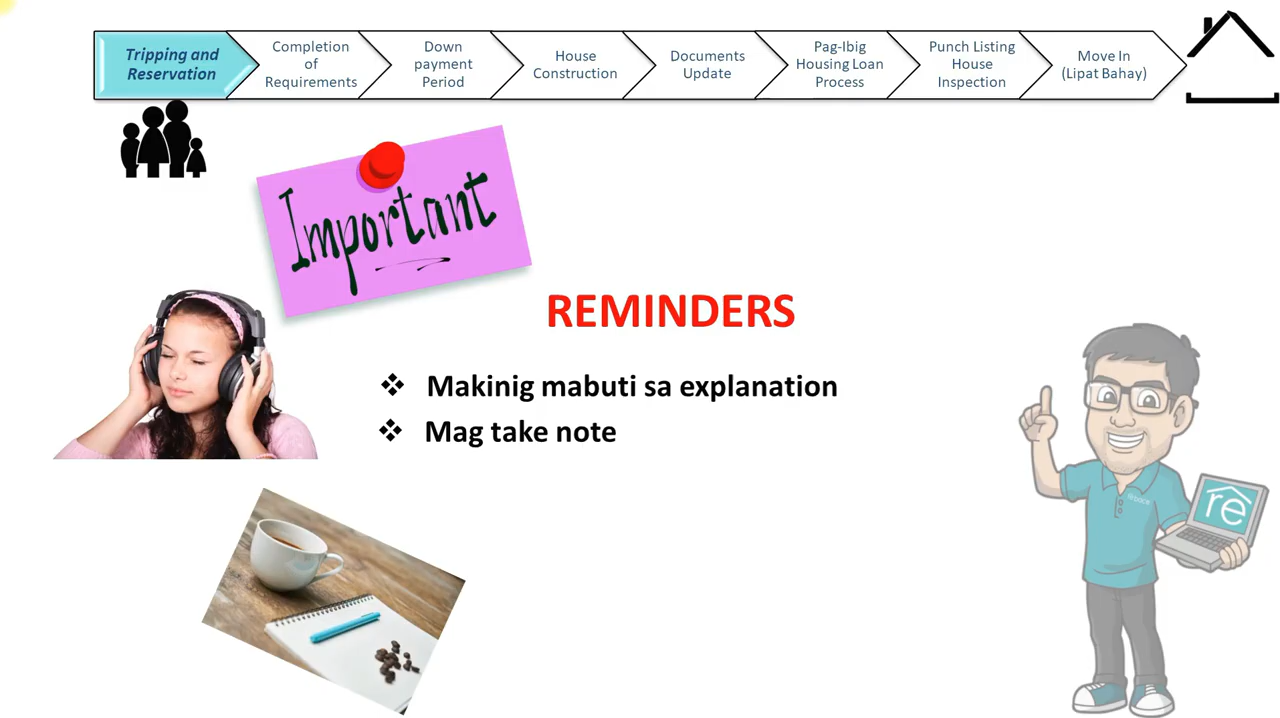 Tripping and
Reservation
Completion
of
Requirements
Down
payment
Period
House
Construction
Documents
Update
Pag-Ibig
Housing Loan
Process
Punch Listing
House
Inspection
Move In
(Lipat Bahay)
Important
REMINDERS
❖ Makinig mabuti sa explanation
❖ Mag take note
re